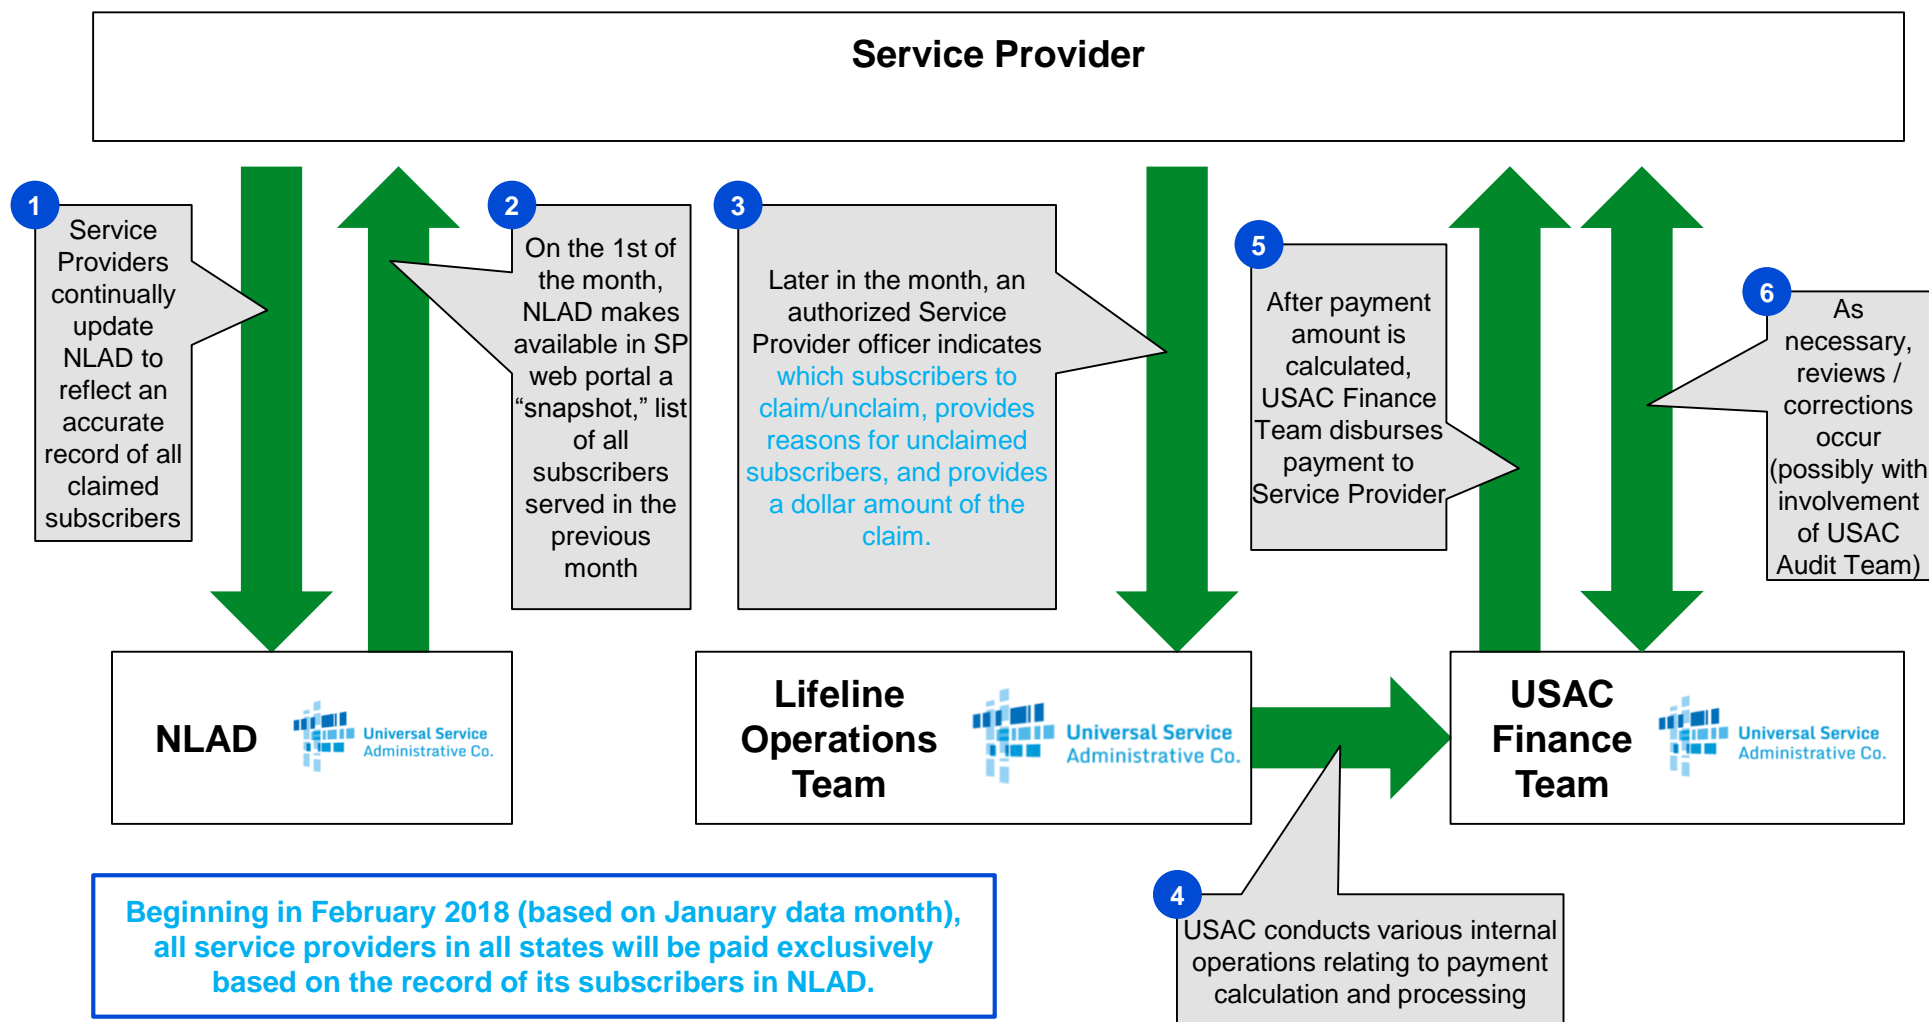 Service Provider
1
Service
Providers
continually
update
NLAD to
reflect an
accurate
record of all
claimed
subscribers
2
On the 1st of
the month,
NLAD makes
available in SP
web portal a
“snapshot,” list
of all
subscribers
served in the
previous
month
3
Later in the month, an
authorized Service
Provider officer indicates
which subscribers to
claim/unclaim, provides
reasons for unclaimed
subscribers, and provides
a dollar amount of the
claim.
5
After payment
amount is
calculated,
USAC Finance
Team disburses
payment to
Service Provider
6
As
necessary,
reviews /
corrections
occur
(possibly with
involvement
of USAC
Audit Team)
NLAD
Universal Service
Administrative Co.
Lifeline
Operations
Team
Universal Service
Administrative Co.
USAC
Finance
Team
Universal Service
Administrative Co.
4
USAC conducts various internal
operations relating to payment
calculation and processing
Beginning in February 2018 (based on January data month),
all service providers in all states will be paid exclusively
based on the record of its subscribers in NLAD.